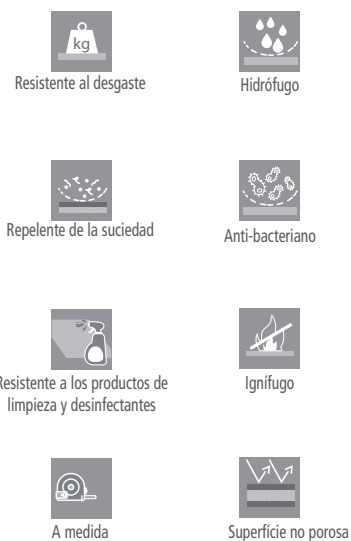 kg
Resistente al desgaste
Hidrófugo
Repelente de la suciedad
Anti-bacteriano
Resistente a los productos de
limpieza y desinfectantes
Ignífugo
A medida
Superfície no porosa